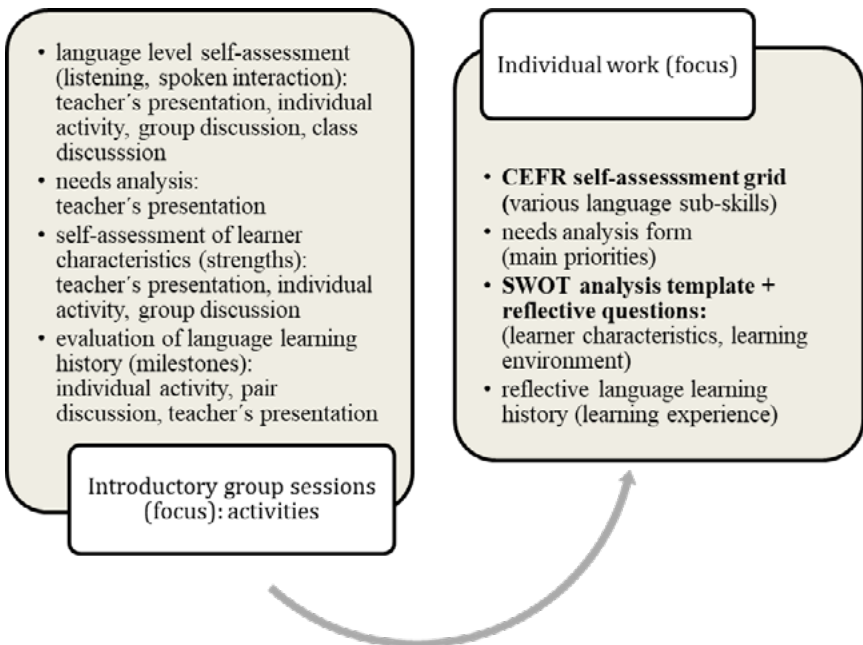 • language level self-assessment
(listening, spoken interaction):
teacher´s presentation, individual
activity, group discussion, class
discusssion
• needs analysis:
teacher´s presentation
• self-assessment of learner
characteristics (strengths):
teacher´s presentation, individual
activity, group discussion
• evaluation of language learning
history (milestones):
individual activity, pair
discussion, teacher´s presentation
Introductory group sessions
(focus): activities
Individual work (focus)
• CEFR self-assesssment grid
(various language sub-skills)
• needs analysis form
(main priorities)
• SWOT analysis template +
reflective questions:
(learner characteristics, learning
environment)
• reflective language learning
history (learning experience)